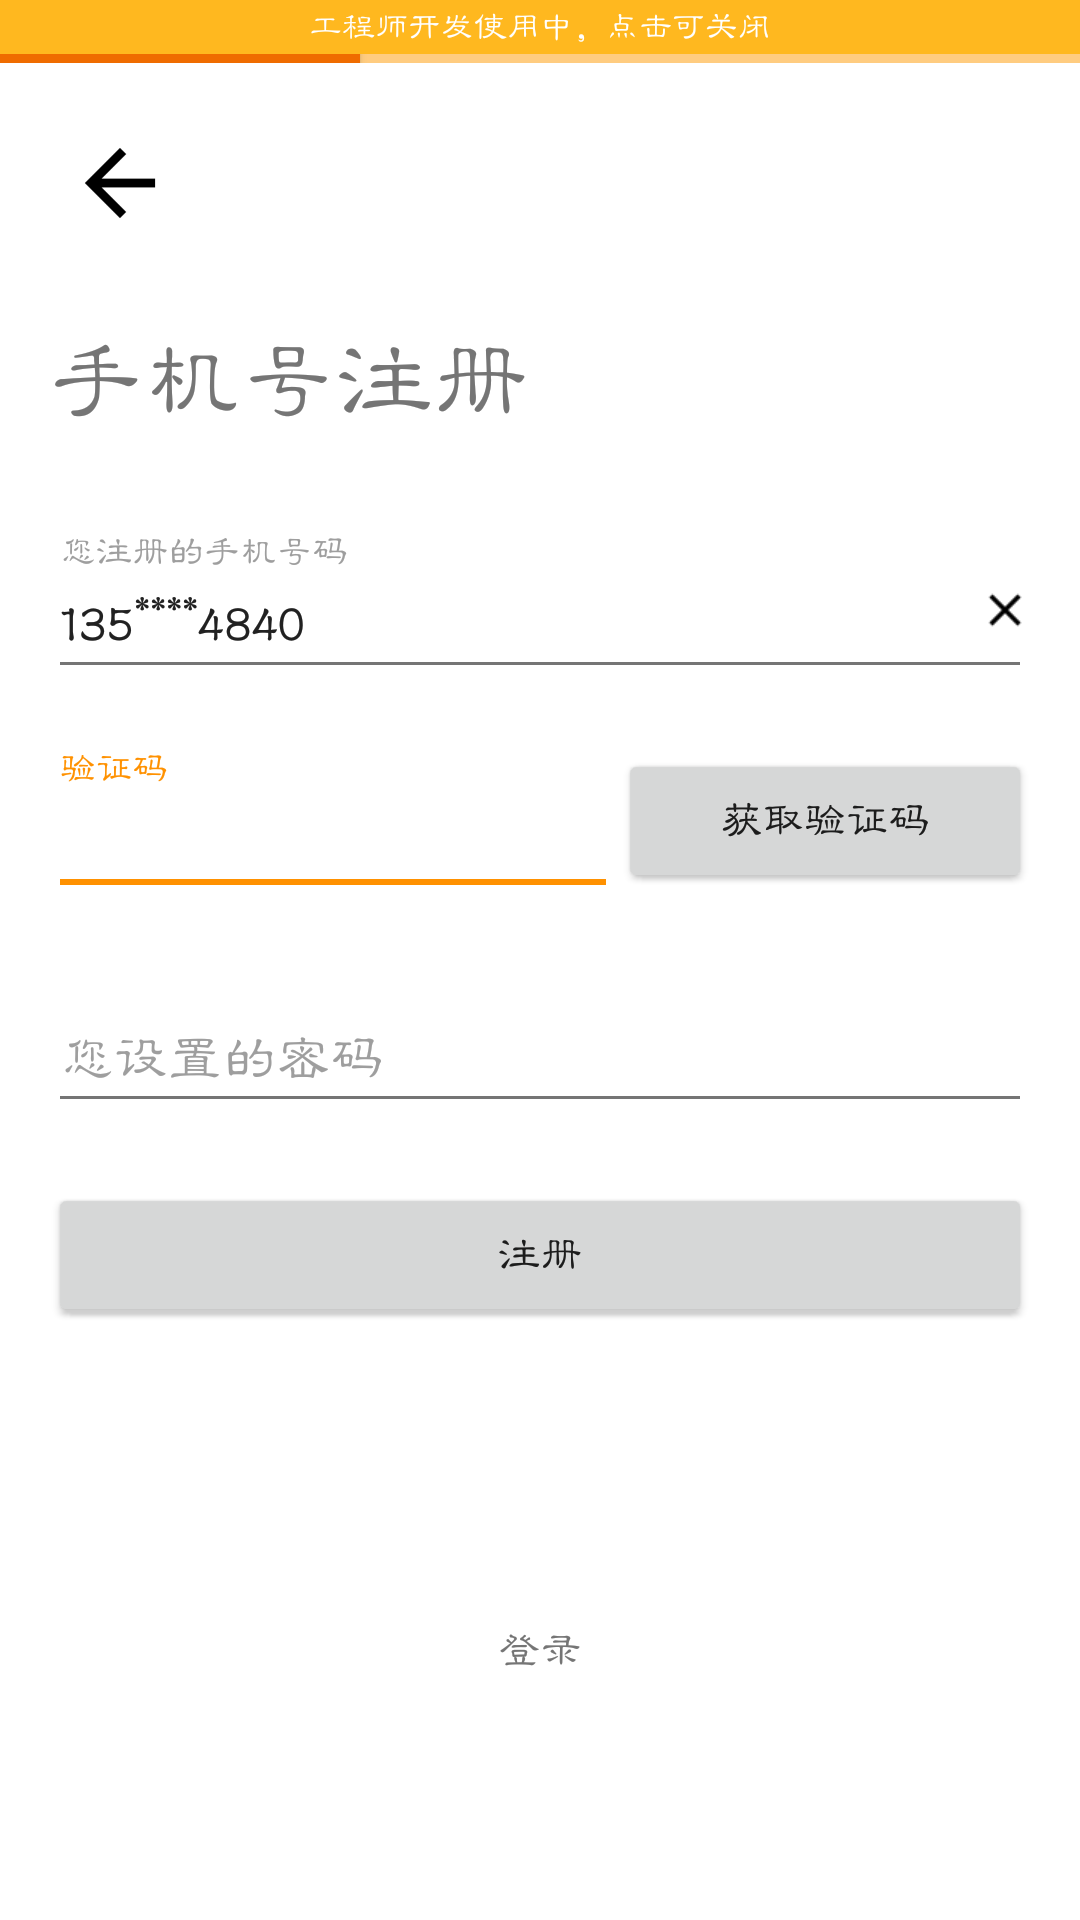 工程师开发使用中，点击可关闭
手机号注册
您注册的手机号码
135****4840
验证码
获取验证码
您设置的密码
注册
登录